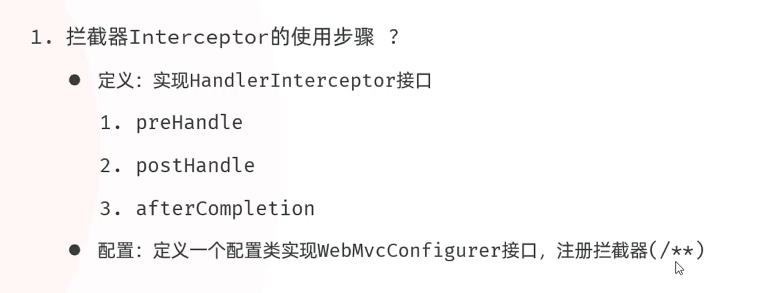 1. 拦截器Interceptor的使用步骤 ?
● 定义：实现HandlerInterceptor接口
1. preHandle
2. postHandle
3. afterCompletion
● 配置：定义一个配置类实现WebMvcConfigurer接口，注册拦截器(/**)